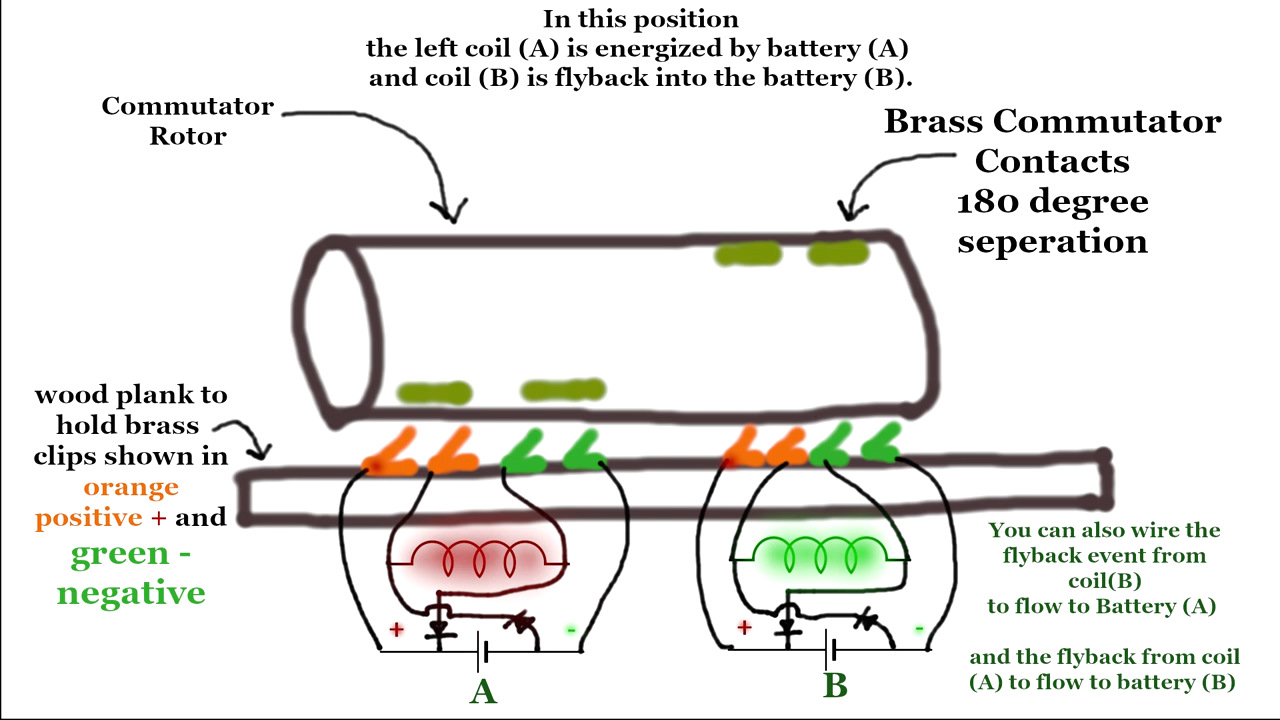 In this position
the left coil (A) is energized by battery (A)
and coil (B) is flyback into the battery (B).
Commutator
Rotor
Brass Commutator
Contacts
180 degree
seperation
wood plank to
hold brass
clips shown in
orange
positive + and
green -
negative
+
-
A
+
-
B
You can also wire the
flyback event from
coil(B)
to flow to Battery (A)
and the flyback from coil
(A) to flow to battery (B)